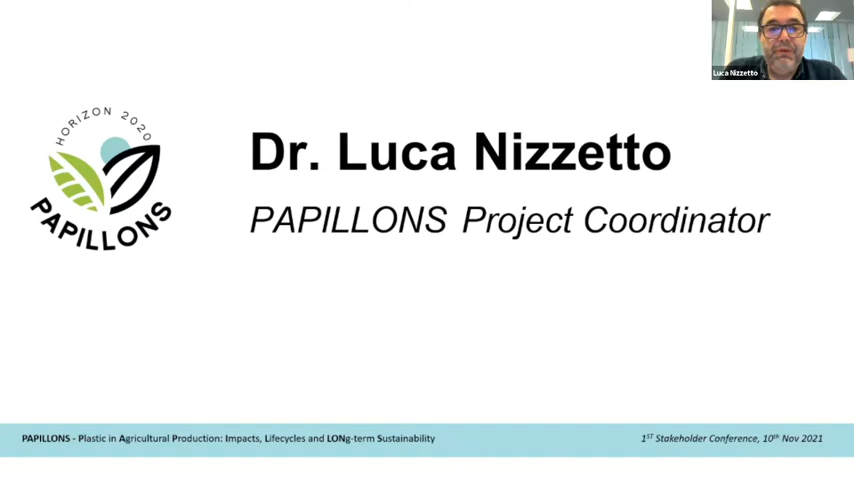 Luca Nizzetto
HORIZON 2020
PAPILLONS
Dr. Luca Nizzetto
PAPILLONS Project Coordinator
PAPILLONS - Plastic in Agricultural Production: Impacts, Lifecycles and LONg-term Sustainability
1ST Stakeholder Conference, 10th Nov 2021